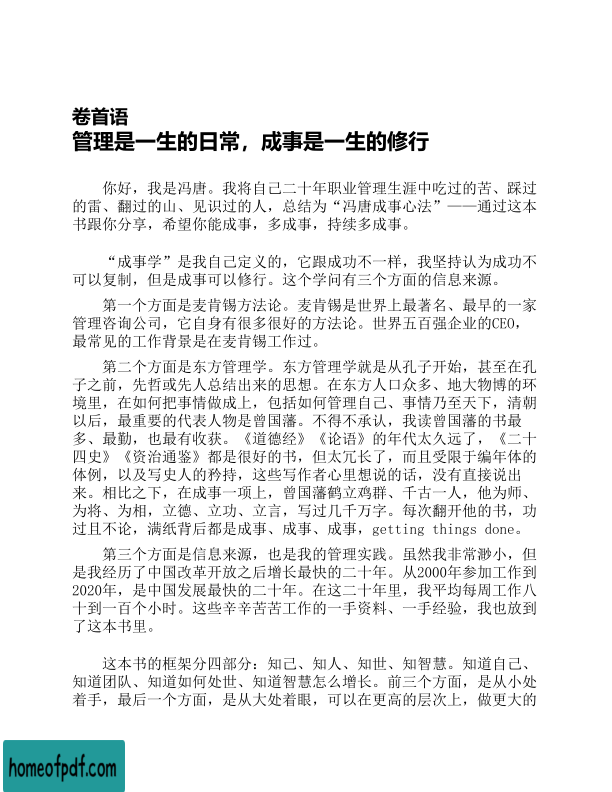 卷首语
管理是一生的日常，成事是一生的修行
你好，我是冯唐。我将自己二十年职业管理生涯中吃过的苦、踩过
的雷、翻过的山、见识过的人，总结为“冯唐成事心法”——通过这本
书跟你分享，希望你能成事，多成事，持续多成事。
“成事学”是我自己定义的，它跟成功不一样，我坚持认为成功不
可以复制，但是成事可以修行。这个学问有三个方面的信息来源。
第一个方面是麦肯锡方法论。麦肯锡是世界上最著名、最早的一家
管理咨询公司，它自身有很多很好的方法论。世界五百强企业的CEO，
最常见的工作背景是在麦肯锡工作过。
第二个方面是东方管理学。东方管理学就是从孔子开始，甚至在孔
子之前，先哲或先人总结出来的思想。在东方人口众多、地大物博的环
境里，在如何把事情做成上，包括如何管理自己、事情乃至天下，清朝
以后，最重要的代表人物是曾国藩。不得不承认，我读曾国藩的书最
多、最勤，也最有收获。《道德经》《论语》的年代太久远了，《二十
四史》《资治通鉴》都是很好的书，但太冗长了，而且受限于编年体的
体例，以及写史人的矜持，这些写作者心里想说的话，没有直接说出
来。相比之下，在成事一项上，曾国藩鹤立鸡群、千古一人，他为师、
为将、为相，立德、立功、立言，写过几千万字。每次翻开他的书，功
过且不论，满纸背后都是成事、成事、成事，getting things done。
第三个方面是信息来源，也是我的管理实践。虽然我非常渺小，但
是我经历了中国改革开放之后增长最快的二十年。从2000年参加工作到
2020年，是中国发展最快的二十年。在这二十年里，我平均每周工作八
十到一百个小时。这些辛辛苦苦工作的一手资料、一手经验，我也放到
了这本书里。
这本书的框架分四部分：知己、知人、知世、知智慧。知道自己、
知道团队、知道如何处世、知道智慧怎么增长。前三个方面，是从小处
着手，最后一个方面，是从大处着眼，可以在更高的层次上，做更大的
homeofpdf.com